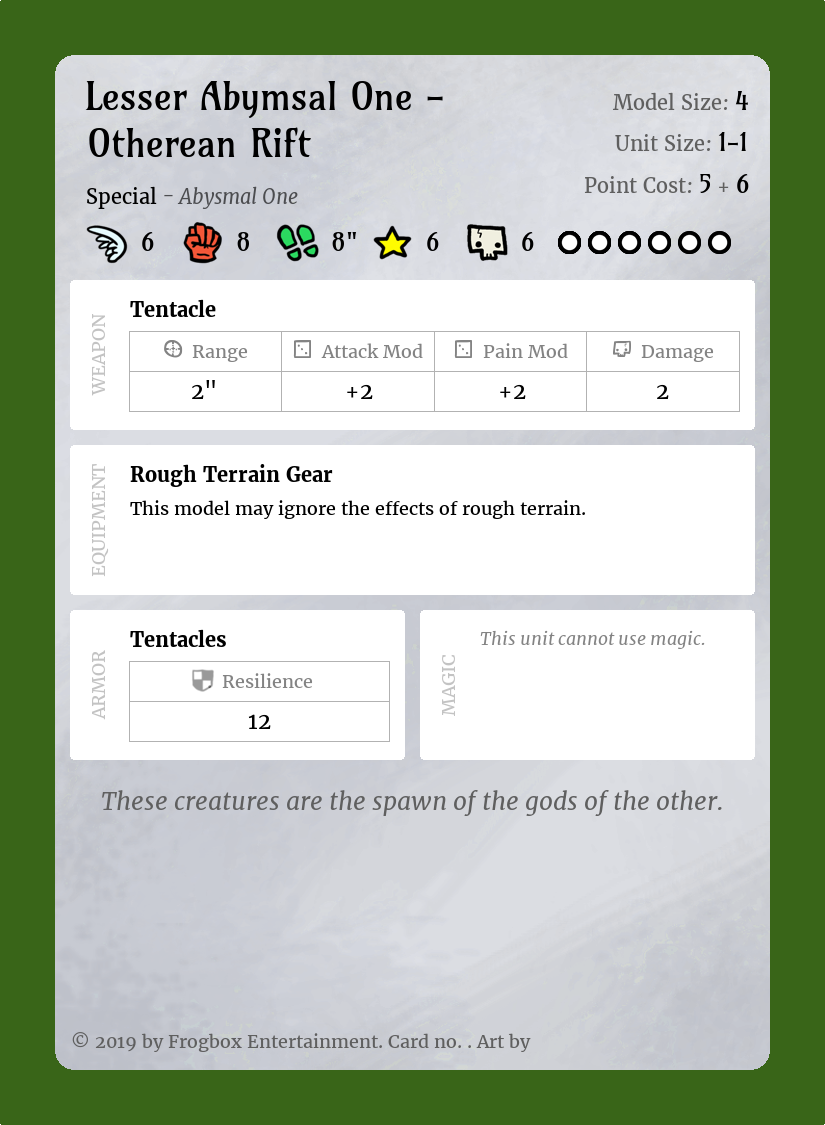 Lesser Abymsal One –
Otherean Rift
Model Size: 4
Unit Size: 1-1
Point Cost: 5 + 6
Special – Abysmal One
6 8 8" 6 6
WEAPON
Tentacle
Range Attack Mod Pain Mod Damage
2" +2 +2 2
EQUIPMENT
Rough Terrain Gear
This model may ignore the effects of rough terrain.
ARMOR
Tentacles
Resilience
12
MAGIC
This unit cannot use magic.
These creatures are the spawn of the gods of the other.
© 2019 by Frogbox Entertainment. Card no. . Art by